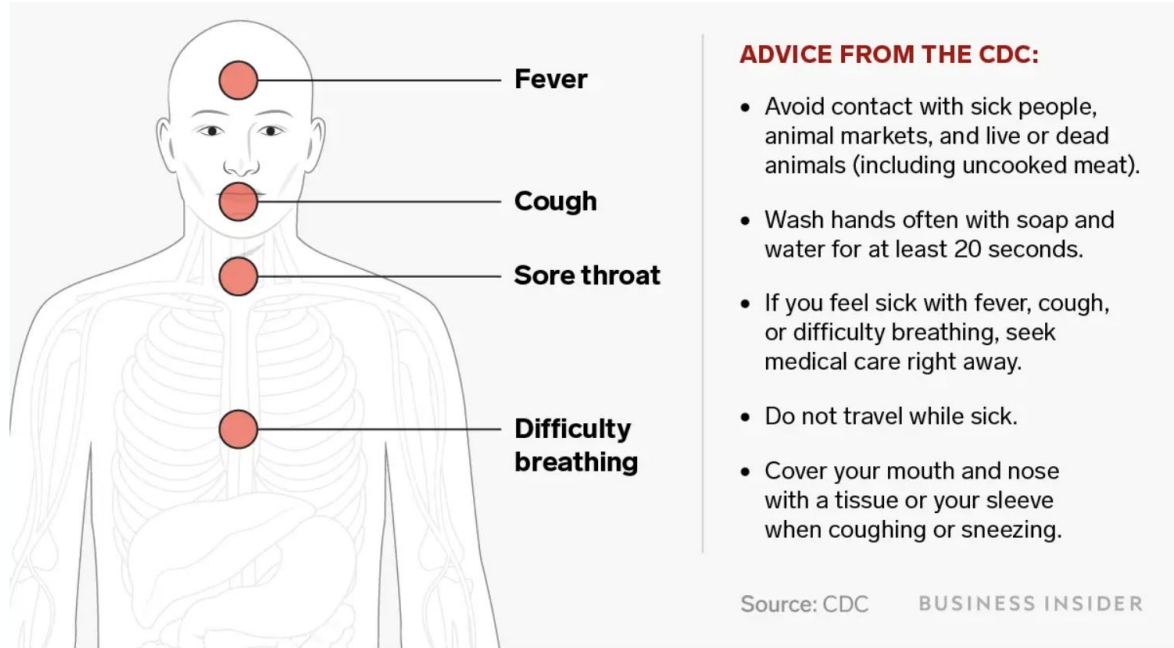 Fever
Cough
Sore throat
Difficulty
breathing
ADVICE FROM THE CDC:
• Avoid contact with sick people,
animal markets, and live or dead
animals (including uncooked meat).
• Wash hands often with soap and
water for at least 20 seconds.
• If you feel sick with fever, cough,
or difficulty breathing, seek
medical care right away.
• Do not travel while sick.
• Cover your mouth and nose
with a tissue or your sleeve
when coughing or sneezing.
Source: CDC
BUSINESS INSIDER